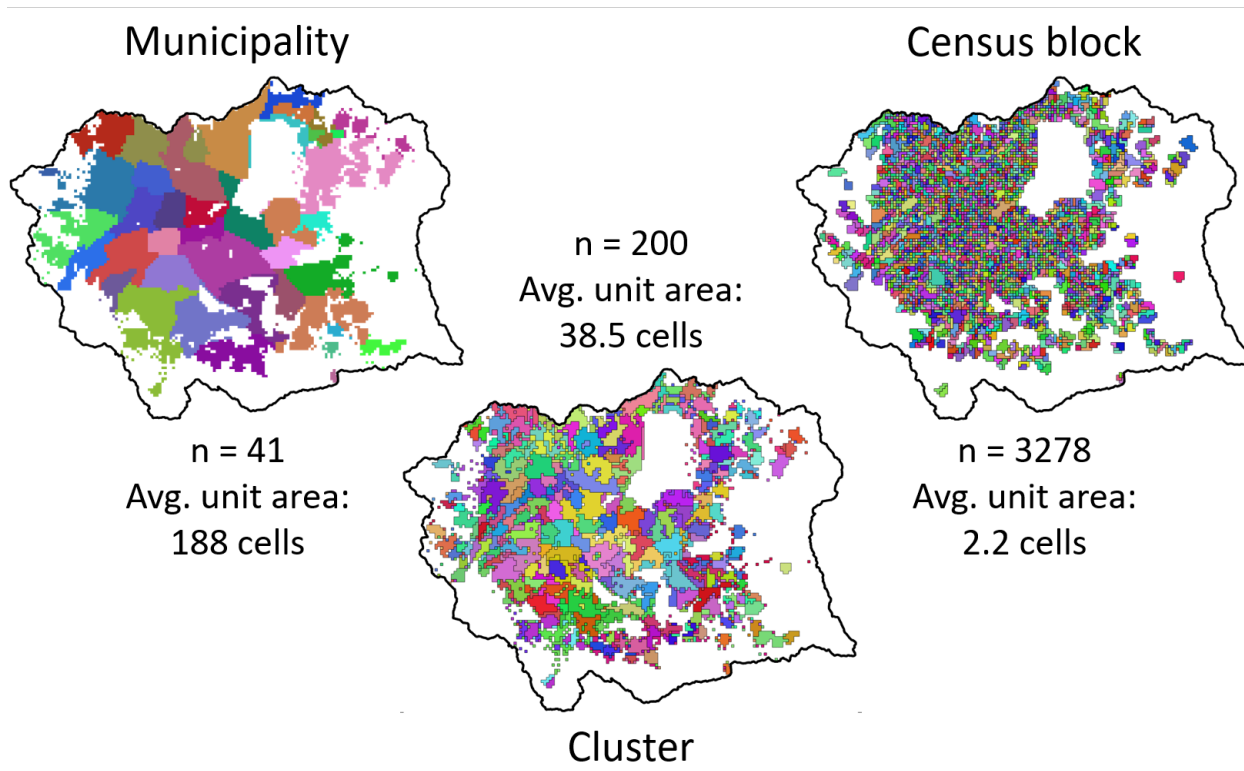 Municipality
Census block
n = 200
Avg. unit area:
38.5 cells
n = 41
Avg. unit area:
188 cells
n = 3278
Avg. unit area:
2.2 cells
Cluster